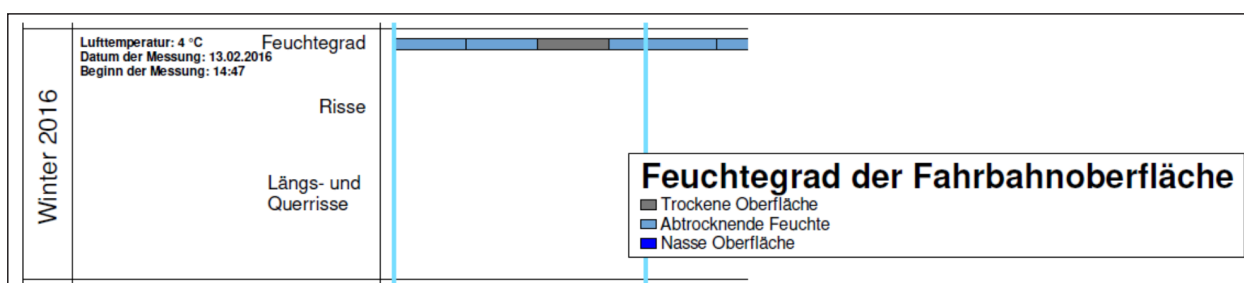 Winter 2016
Lufttemperatur: 4 °C
Datum der Messung: 13.02.2016
Beginn der Messung: 14:47
Feuchtegrad
Risse
Längs- und
Querrisse
Feuchtegrad der Fahrbahnoberfläche
Trockene Oberfläche
Abtrocknende Feuchte
Nasse Oberfläche